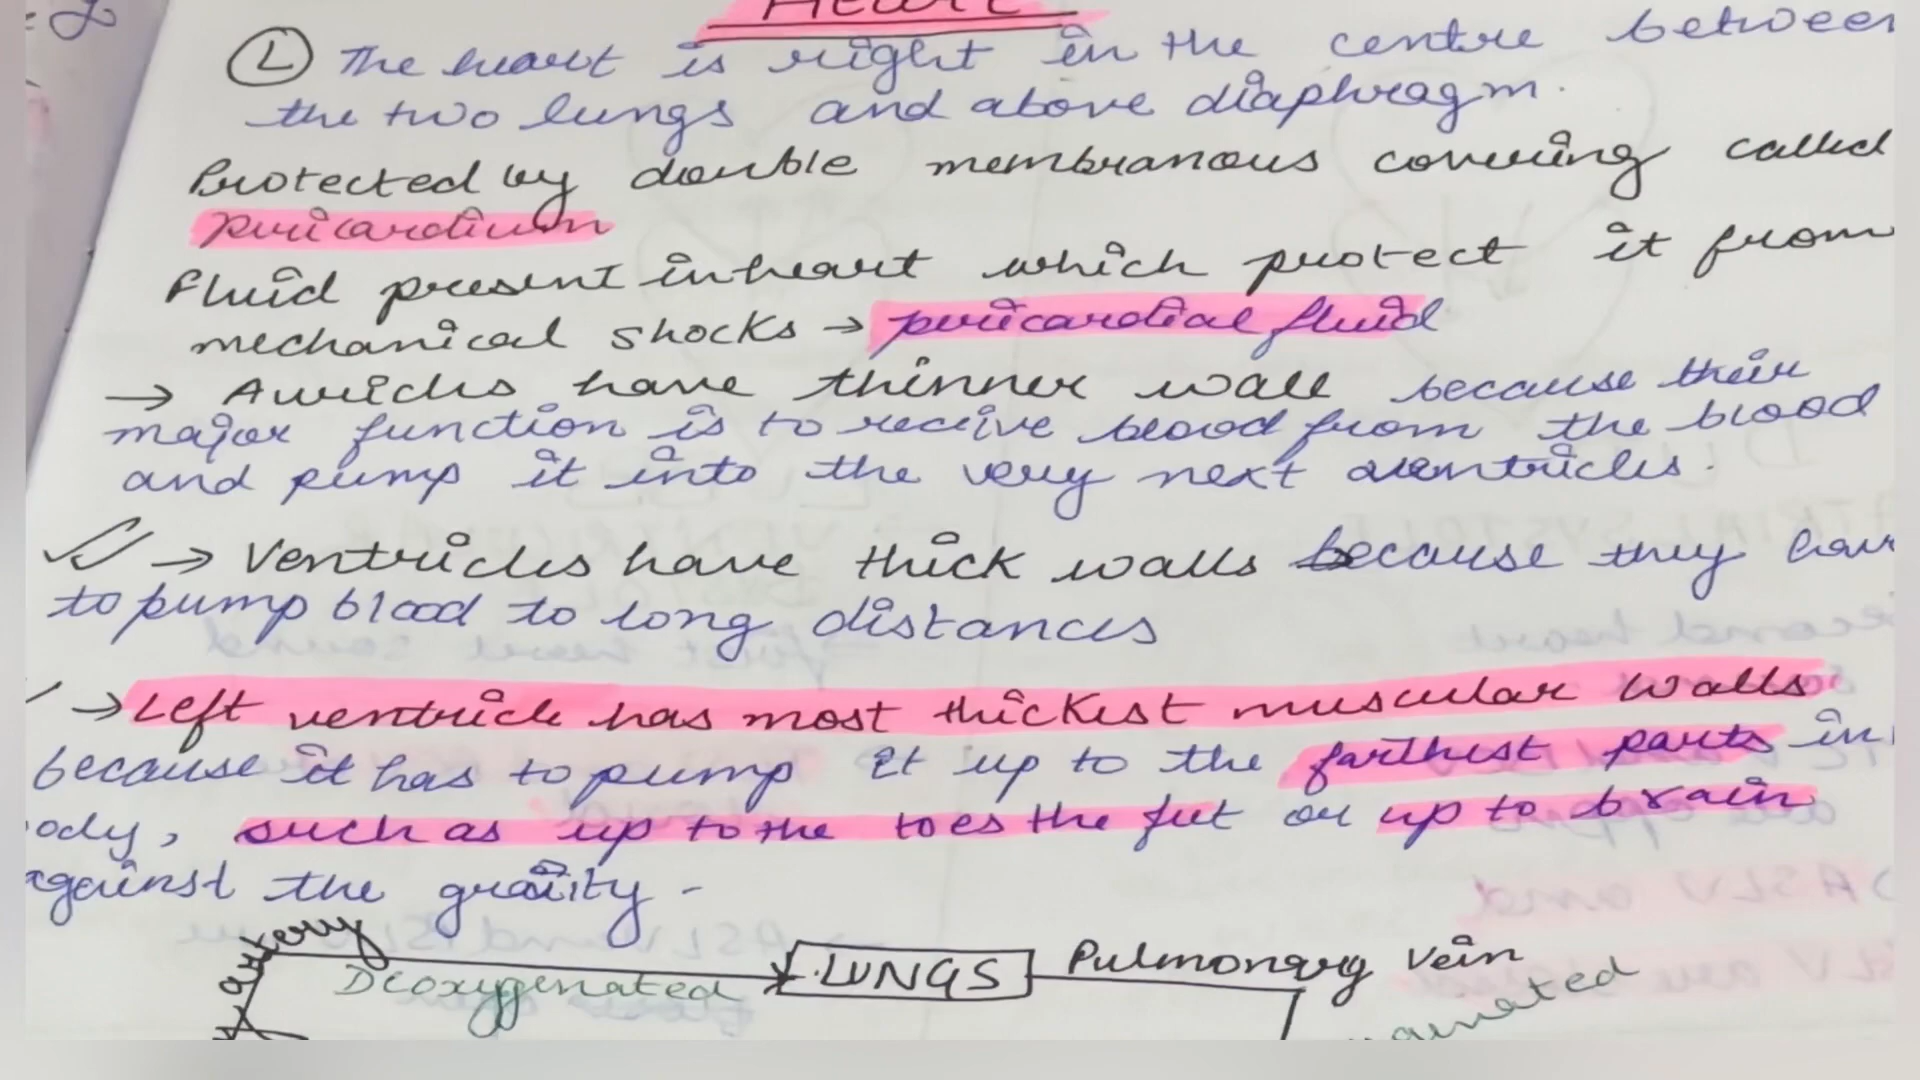 Heart
L The heart is right in the centre between
the two lungs and above diaphragm.
Protected by double membranous covering called
pericardium
Fluid present in heart which protect it from
mechanical shocks → pericardial fluid
→ Auricles have thinner wall because their
major function is to receive blood from the blood
and pump it into the very next ventricles.
→ Ventricles have thick walls because they have
to pump blood to long distances
→ Left ventricle has most thickest muscular walls
because it has to pump it up to the farthest parts in
ody, such as up to the toes the feet or up to brain
against the gravity -
artery
Deoxygenated
LUNGS
Pulmonary Vein